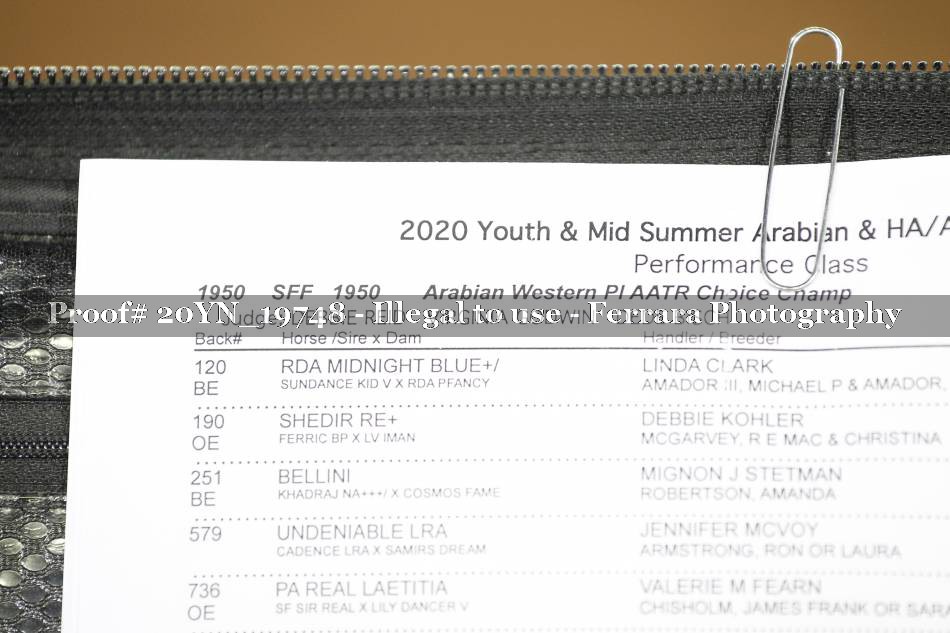 2020 Youth & Mid Summer Arabian & HA/A
Performance Class
1950 SFF 1950 Arabian Western Pl AATR Choice Champ
Proof# 20YN_19748 - Illegal to use - Ferrara Photography
Back# Horse /Sire x Dam Handler / Breeder
120 RDA MIDNIGHT BLUE+/ LINDA CLARK
BE SUNDANCE KID V X RDA PFANCY AMADOR III, MICHAEL P & AMADOR,
190 SHEDIR RE+ DEBBIE KOHLER
OE FERRIC BP X LV IMAN MCGARVEY, R E MAC & CHRISTINA
251 BELLINI MIGNON J STETMAN
BE KHADRAJ NA+++/ X COSMOS FAME ROBERTSON, AMANDA
579 UNDENIABLE LRA JENNIFER MCVOY
CADENCE LRA X SAMIRS DREAM ARMSTRONG, RON OR LAURA
736 PA REAL LAETITIA VALERIE M FEARN
OE SF SIR REAL X LILY DANCER V CHISHOLM, JAMES FRANK OR SARA